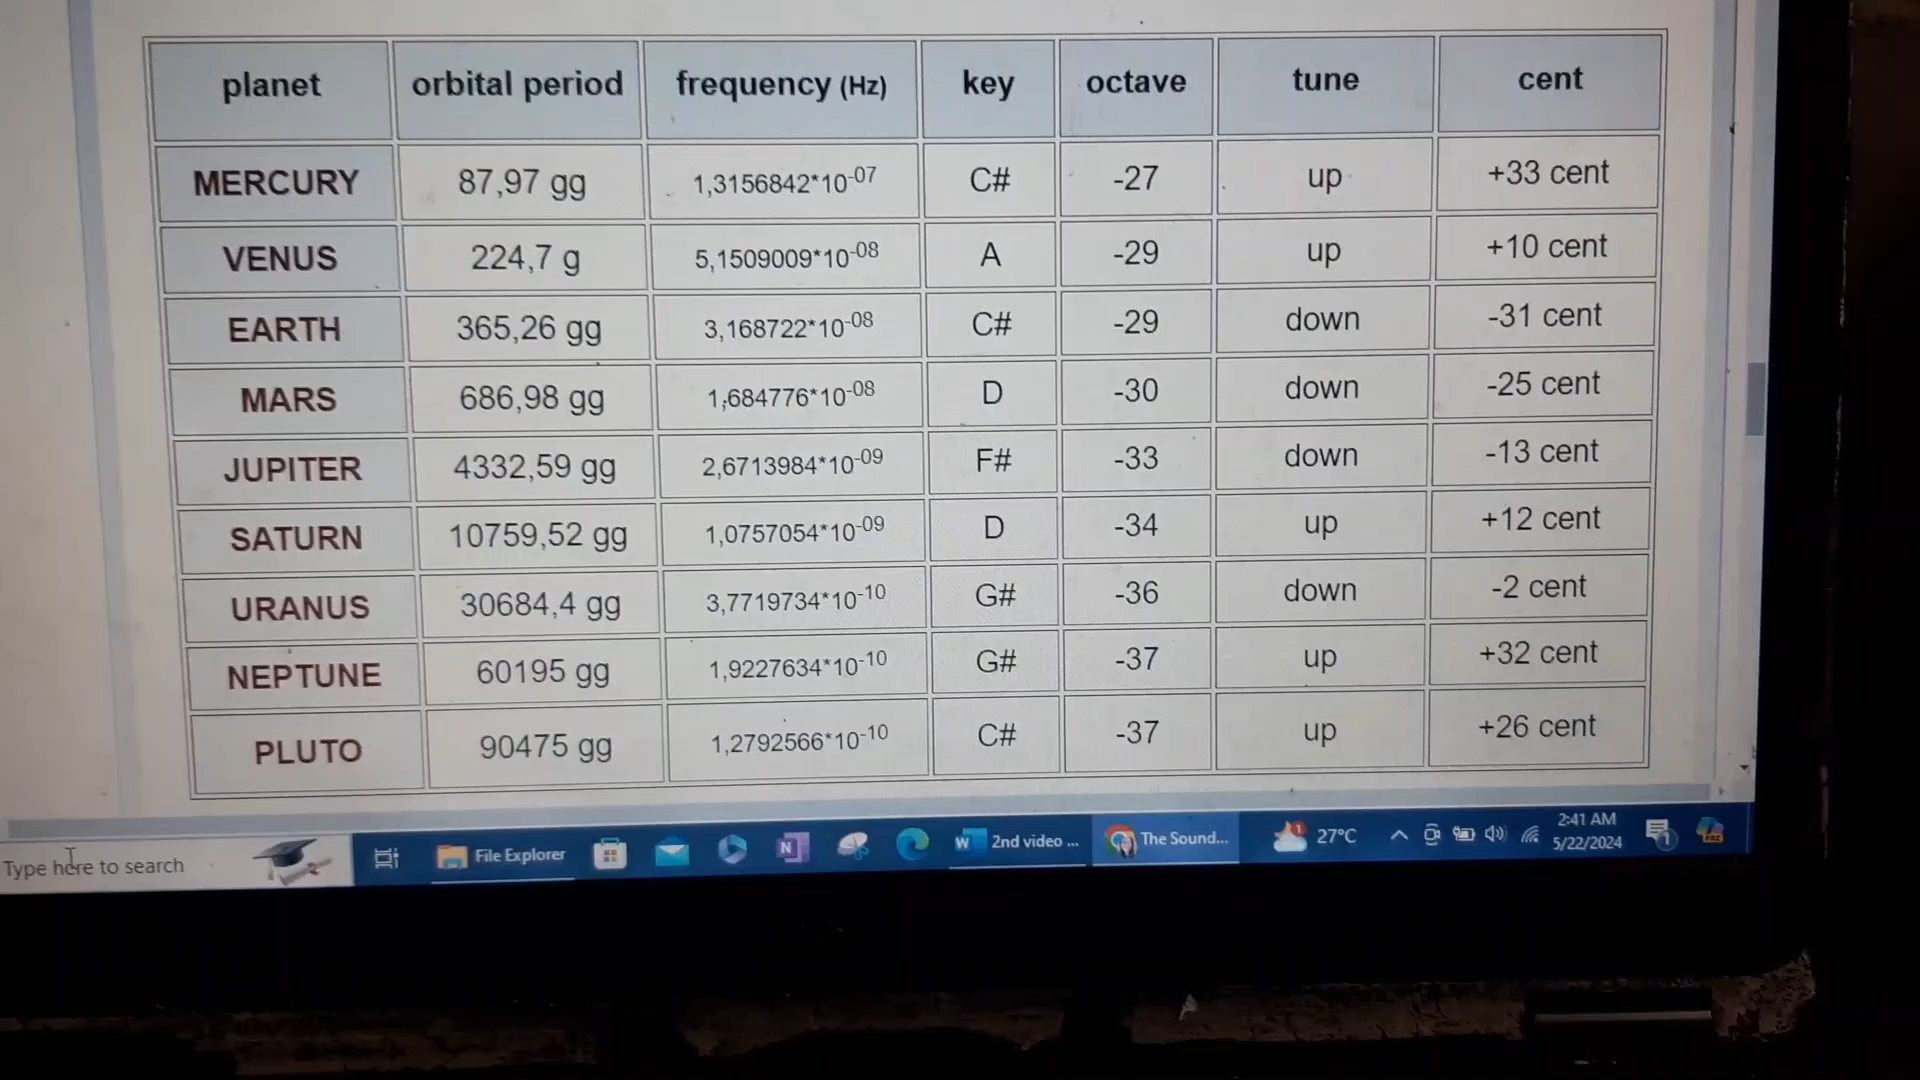 planet orbital period frequency (Hz) key octave tune cent
MERCURY 87,97 gg 1,3156842*10-07 C# -27 up +33 cent
VENUS 224,7 g 5,1509009*10-08 A -29 up +10 cent
EARTH 365,26 gg 3,168722*10-08 C# -29 down -31 cent
MARS 686,98 gg 1,684776*10-08 D -30 down -25 cent
JUPITER 4332,59 gg 2,6713984*10-09 F# -33 down -13 cent
SATURN 10759,52 gg 1,0757054*10-09 D -34 up +12 cent
URANUS 30684,4 gg 3,7719734*10-10 G# -36 down -2 cent
NEPTUNE 60195 gg 1,9227634*10-10 G# -37 up +32 cent
PLUTO 90475 gg 1,2792566*10-10 C# -37 up +26 cent
Type here to search File Explorer N W 2nd video ... The Sound... 1 27°C 2:41 AM 1 PRE
5/22/2024